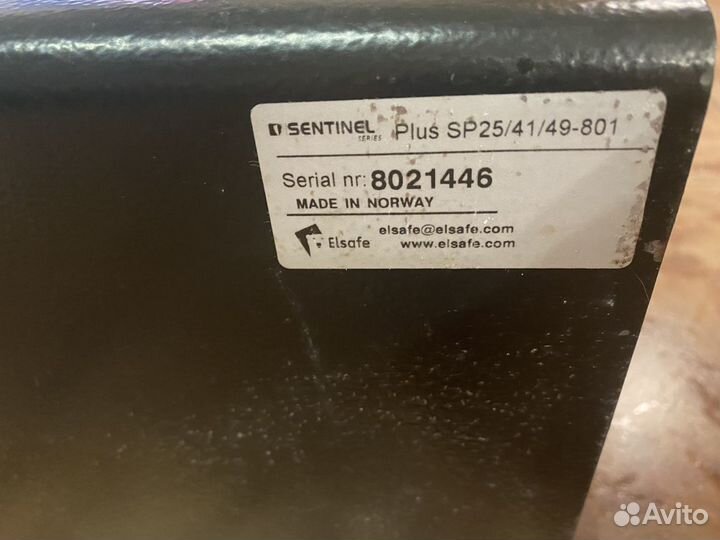 SENTINEL SERIES Plus SP25/41/49-801
Serial nr: 8021446
MADE IN NORWAY
Elsafe elsafe@elsafe.com
www.elsafe.com
Avito